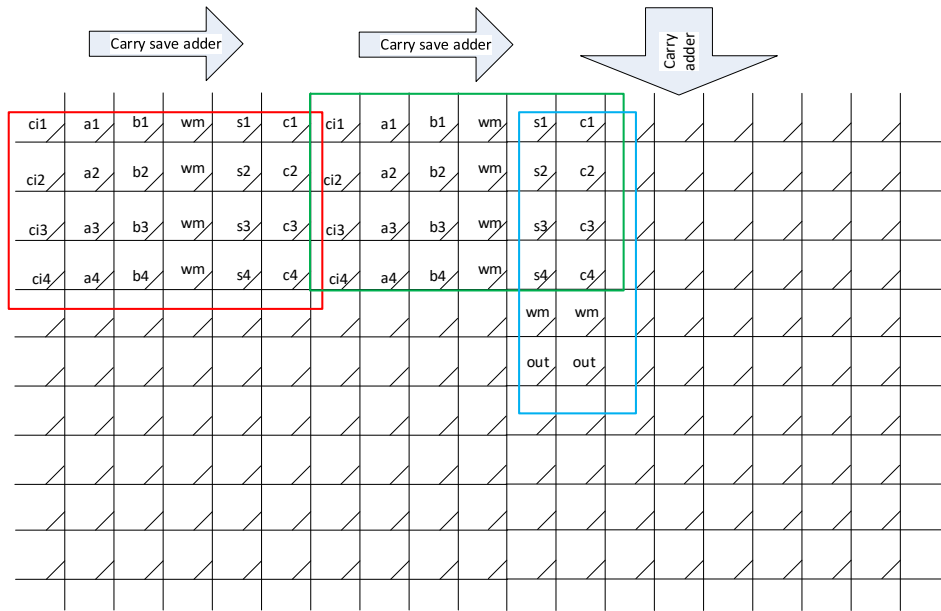 Carry save adder
Carry save adder
Carry
adder
ci1 a1 b1 wm s1 c1 ci1 a1 b1 wm s1 c1
ci2 a2 b2 wm s2 c2 ci2 a2 b2 wm s2 c2
ci3 a3 b3 wm s3 c3 ci3 a3 b3 wm s3 c3
ci4 a4 b4 wm s4 c4 ci4 a4 b4 wm s4 c4
wm wm
out out